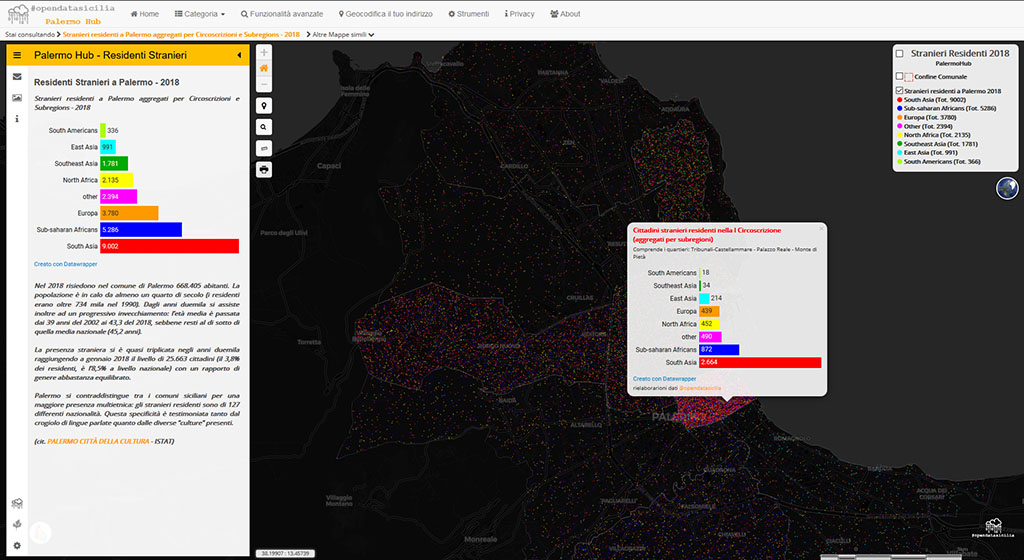 #opendatasicilia
Palermo Hub
Home
Categoria
Funzionalità avanzate
Geocodifica il tuo indirizzo
Strumenti
Privacy
About
Stai consultando
Stranieri residenti a Palermo aggregati per Circoscrizioni e Subregions - 2018
Altre Mappe simili
Palermo Hub - Residenti Stranieri
Residenti Stranieri a Palermo - 2018
Stranieri residenti a Palermo aggregati per Circoscrizioni e
Subregions - 2018
South Americans 336
East Asia 991
Southeast Asia 1.781
North Africa 2.135
other 2.394
Europa 3.780
Sub-saharan Africans 5.286
South Asia 9.002
Creato con Datawrapper
Nel 2018 risiedono nel comune di Palermo 668.405 abitanti. La
popolazione è in calo da almeno un quarto di secolo (i residenti
erano oltre 734 mila nel 1990). Dagli anni duemila si assiste
inoltre ad un progressivo invecchiamento: l'età media è passata
dai 39 anni del 2002 ai 43,3 del 2018, sebbene resti al di sotto di
quella media nazionale (45,2 anni).
La presenza straniera si è quasi triplicata negli anni duemila
raggiungendo a gennaio 2018 il livello di 25.663 cittadini (il 3,8%
dei residenti, è l'8,5% a livello nazionale) con un rapporto di
genere abbastanza equilibrato.
Palermo si contraddistingue tra i comuni siciliani per una
maggiore presenza multietnica: gli stranieri residenti sono di 127
differenti nazionalità. Questa specificità è testimoniata tanto dal
crogiolo di lingue parlate quanto dalle diverse "culture" presenti.
(cit. PALERMO CITTÀ DELLA CULTURA - ISTAT)
Stranieri Residenti 2018
PalermoHub
Confine Comunale
Stranieri residenti a Palermo 2018
South Asia (Tot. 9002)
Sub-saharan Africans (Tot. 5286)
Europa (Tot. 3780)
Other (Tot. 2394)
North Africa (Tot. 2135)
Southeast Asia (Tot. 1781)
East Asia (Tot. 991)
South Americans (Tot. 366)
Cittadini stranieri residenti nella I Circoscrizione
(aggregati per subregioni)
Comprende i quartieri: Tribunali-Castellammare - Palazzo Reale - Monte di
Pietà
South Americans 18
Southeast Asia 34
East Asia 214
Europa 439
North Africa 452
other 490
Sub-saharan Africans 872
South Asia 2.664
Creato con Datawrapper
rielaborazioni dati @opendatasicilia
PARTANNA
ZEN
CARDILLO
Capaci
Parco degli Ulivi
CRUILLAS
Torretta
BORGO NUOVO
BAIDA
ALTARELLO
PALERMO
ROMAGNOLO
Villaggio
Montano
Monreale
ACQUA DEI
CORSARI
#opendatasicilia
38.19907 : 13.45739